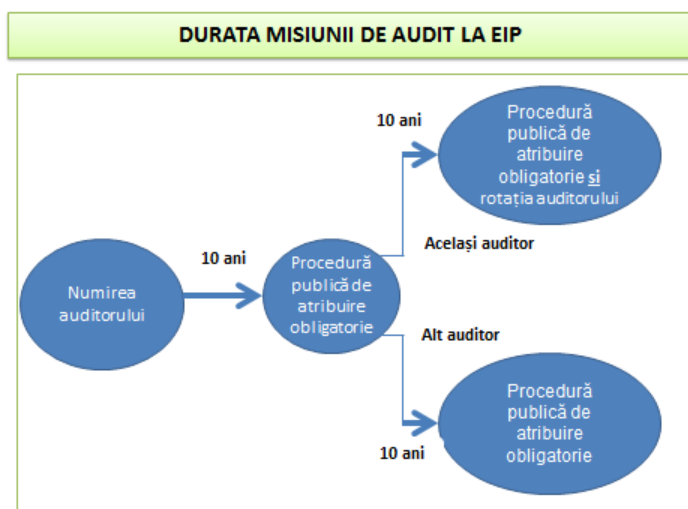 DURATA MISIUNII DE AUDIT LA EIP
Numirea
auditorului
10 ani
Procedură
publică de
atribuire
obligatorie
10 ani
Același auditor
Procedură
publică de
atribuire
obligatorie și
rotația auditorului
Alt auditor
10 ani
Procedură
publică de
atribuire
obligatorie